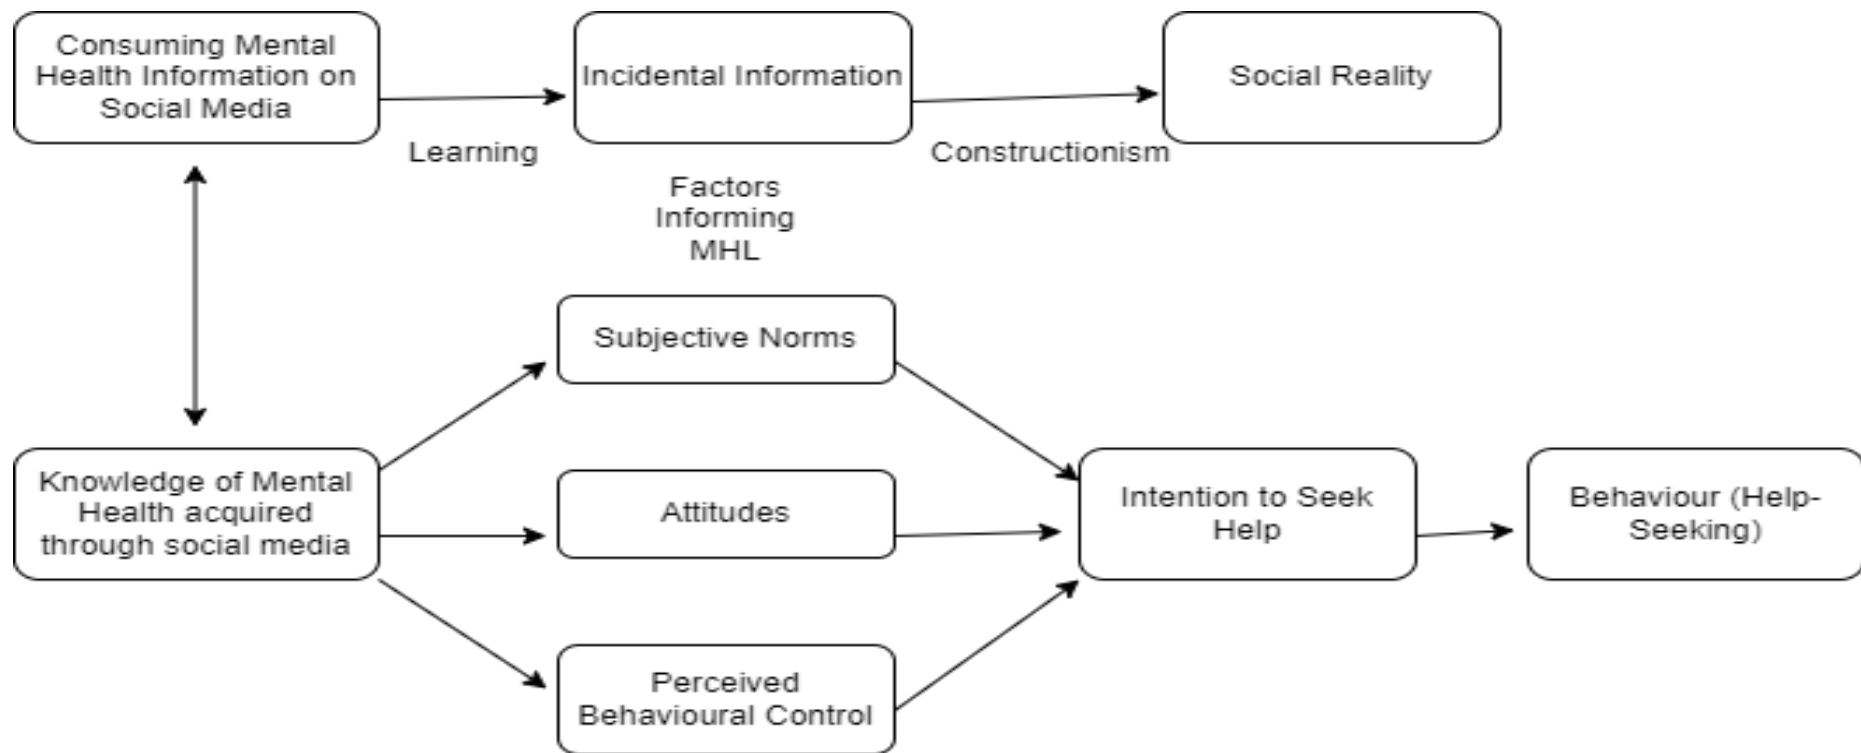 Consuming Mental
Health Information on
Social Media
Incidental Information
Social Reality
Learning
Constructionism
Factors
Informing
MHL
Subjective Norms
Knowledge of Mental
Health acquired
through social media
Attitudes
Intention to Seek
Help
Behaviour (Help-
Seeking)
Perceived
Behavioural Control